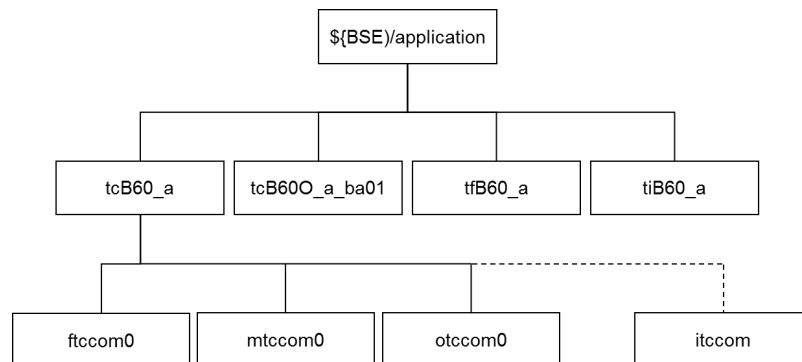 ${BSE)/application
tcB60_a
tcB60O_a_ba01
tfB60_a
tiB60_a
ftccom0
mtccom0
otccom0
itccom